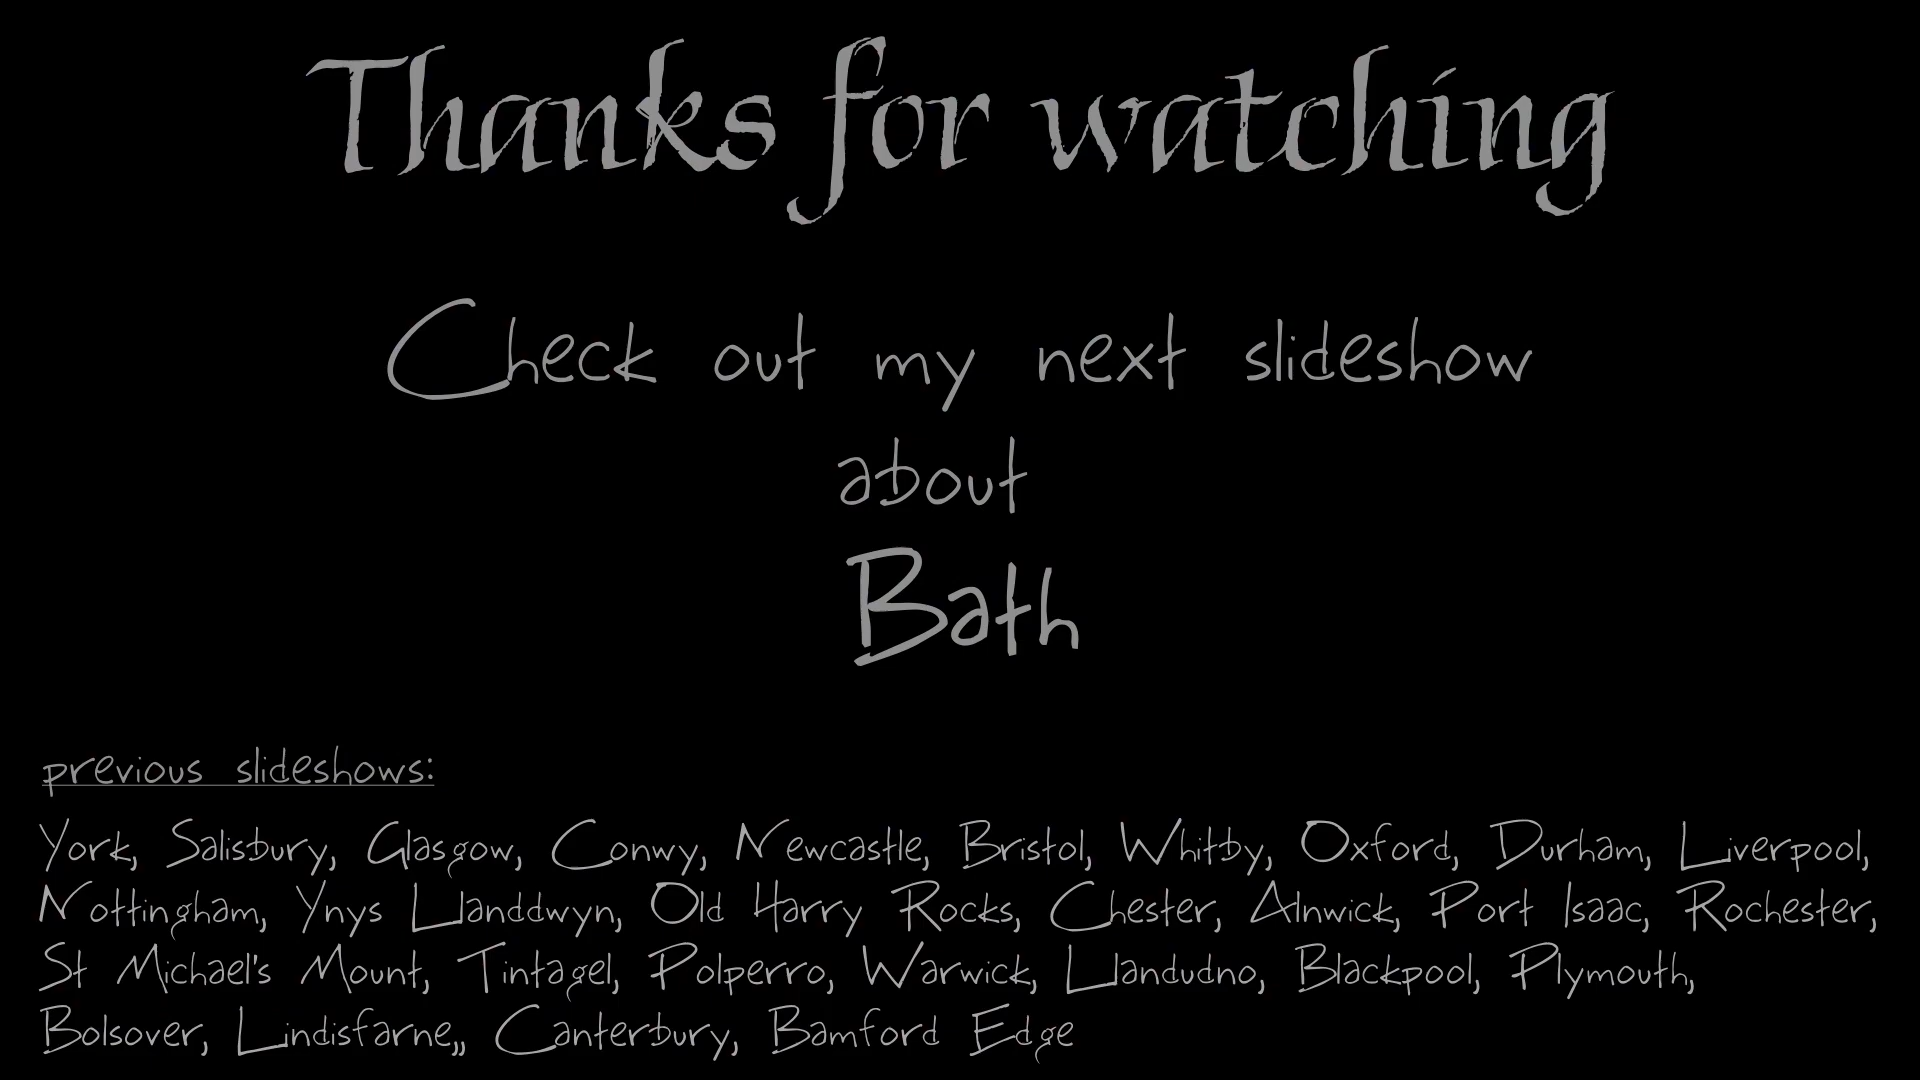 Thanks for watching
Check out my next slideshow
about
Bath
previous slideshows:
York, Salisbury, Glasgow, Conwy, Newcastle, Bristol, Whitby, Oxford, Durham, Liverpool,
Nottingham, Ynys Llanddwyn, Old Harry Rocks, Chester, Alnwick, Port Isaac, Rochester,
St Michael's Mount, Tintagel, Polperro, Warwick, Llandudno, Blackpool, Plymouth,
Bolsover, Lindisfarne,, Canterbury, Bamford Edge